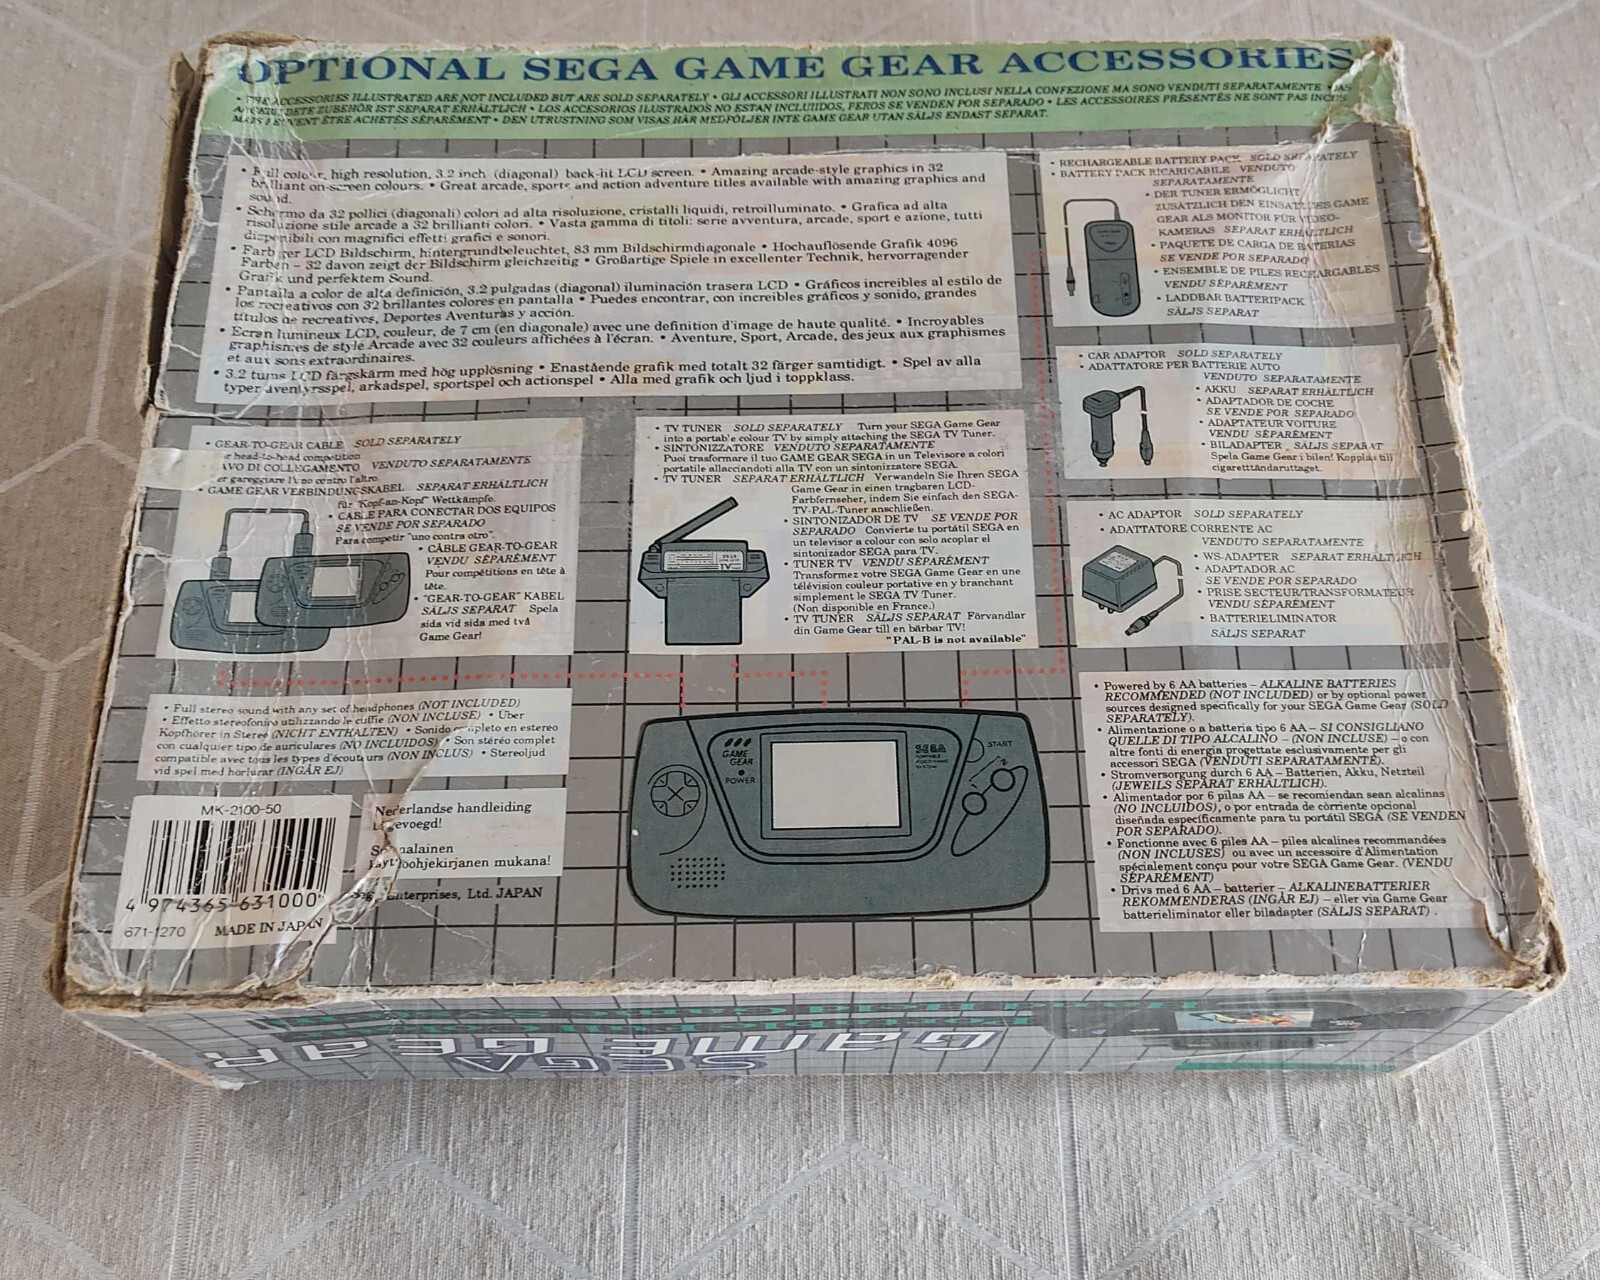 OPTIONAL SEGA GAME GEAR ACCESSORIES
ACCESSORIES ILLUSTRATED ARE NOT INCLUDED BUT ARE SOLD SEPARATELY • GLI ACCESSORI ILLUSTRATI NON SONO INCLUSI NELLA CONFEZIONE MA SONO VENDUTI SEPARATAMENTE • DAS
ZUBEHÖR IST SEPARAT ERHÄLTLICH • LOS ACCESORIOS ILUSTRADOS NO ESTAN INCLUIIDOS, PEROS SE VENDEN POR SEPARADO • LES ACCESSOIRES PRÉSENTÉS NE SONT PAS
MAIS PEUVENT ÊTRE ACHETÉS SÉPARÉMENT • DEN UTRUSTNING SOM VISAS HÄR MEDFÖLJER INTE GAME GEAR UTAN SÄLJS ENDAST SEPARAT.
• Full colour, high resolution, 3.2 inch (diagonal) back-lit LCD screen. • Amazing arcade-style graphics in 32
brilliant on-screen colours. • Great arcade, sports and action adventure titles available with amazing graphics and
sound.
• Schermo da 32 pollici (diagonali) colori ad alta risoluzione, cristalli liquidi, retroilluminato. • Grafica ad alta
risoluzione stile arcade a 32 brillianti colori. • Vasta gamma di titoli: serie avventura, arcade, sport e azione, tutti
disponibili con magnifici effetti grafici e sonori.
• Farbiger LCD Bildschirm, hintergrundbeleuchtet, 83 mm Bildschirmdiagonale • Hochauflösende Grafik 4096
Farben – 32 davon zeigt der Bildschirm gleichzeitig • Großartige Spiele in excellenter Technik, hervorragender
Grafik und perfektem Sound.
• Pantalla a color de alta definición, 3.2 pulgadas (diagonal) iluminación trasera LCD • Gráficos increibles al estilo de
los recreativos con 32 brillantes colores en pantalla • Puedes encontrar, con increibles gráficos y sonido, grandes
títulos de recreativos, Deportes Aventuras y acción.
• Ecran lumineux LCD, couleur, de 7 cm (en diagonale) avec une definition d'image de haute qualité. • Incroyables
graphismes de style Arcade avec 32 couleurs affichées à l'écran. • Aventure, Sport, Arcade, des jeux aux graphismes
et aux sons extraordinaires.
• 3.2 tums LCD färgskärm med hög upplösning • Enastående grafik med totalt 32 färger samtidigt. • Spel av alla
typer äventyrsspel, arkadspel, sportspel och actionspel • Alla med grafik och ljud i toppklass.
• RECHARGEABLE BATTERY PACK SOLD SEPARATELY
• BATTERY PACK RICARICABILE VENDUTO
SEPARATAMENTE
• DER TUNER ERMÖGLICHT
ZUSÄTZLICH DEN EINSATZ DES GAME
GEAR ALS MONITOR FÜR VIDEO-
KAMERAS SEPARAT ERHÄLTLICH
• PAQUETE DE CARGA DE BATERIAS
SE VENDE POR SEPARADO
• ENSEMBLE DE PILES RECHARGABLES
VENDU SÉPARÉMENT
• LADDBAR BATTERIPACK
SÄLJS SEPARAT
• CAR ADAPTOR SOLD SEPARATELY
• ADATTATORE PER BATTERIE AUTO
VENDUTO SEPARATAMENTE
• AKKU SEPARAT ERHÄLTLICH
• ADAPTADOR DE COCHE
SE VENDE POR SEPARADO
• ADAPTATEUR VOITURE
VENDU SÉPARÉMENT
• BILADAPTER SÄLJS SEPARAT
Spela Game Gear i bilen! Kopplas till
cigarettändaruttaget.
• GEAR-TO-GEAR CABLE SOLD SEPARATELY
head-to-head competition
DI COLLEGAMENTO VENDUTO SEPARATAMENTE
er gareggiare l'uno contro l'altro.
• GAME GEAR VERBINDUNGSKABEL SEPARAT ERHÄLTLICH
für "Kopf-an-Kopf" Wettkämpfe.
• CABLE PARA CONECTAR DOS EQUIPOS
SE VENDE POR SEPARADO
Para competir "uno contra otro".
• CÂBLE GEAR-TO-GEAR
VENDU SÉPARÉMENT
Pour compétitions en tête à
tête.
• "GEAR-TO-GEAR" KABEL
SÄLJS SEPARAT Spela
sida vid sida med två
Game Gear!
• TV TUNER SOLD SEPARATELY Turn your SEGA Game Gear
into a portable colour TV by simply attaching the SEGA TV Tuner.
• SINTONIZZATORE VENDUTO SEPARATAMENTE
Puoi trasformare il tuo GAME GEAR SEGA in un Televisore a colori
portatile allacciandoti alla TV con un sintonizzatore SEGA.
• TV TUNER SEPARAT ERHÄLTLICH Verwandeln Sie Ihren SEGA
Game Gear in einen tragbaren LCD-
Farbfernseher, indem Sie einfach den SEGA-
TV-PAL-Tuner anschließen.
• SINTONIZADOR DE TV SE VENDE POR
SEPARADO Convierte tu portátil SEGA en
un televisor a colour con solo acoplar el
sintonizador SEGA para TV.
• TUNER TV VENDU SÉPARÉMENT
Transformez votre SEGA Game Gear en une
télévision couleur portative en y branchant
simplement le SEGA TV Tuner.
(Non disponible en France.)
• TV TUNER SÄLJS SEPARAT Förvandlar
din Game Gear till en bärbar TV!
"PAL-B is not available"
TV
• AC ADAPTOR SOLD SEPARATELY
• ADATTATORE CORRENTE AC
VENDUTO SEPARATAMENTE
• WS-ADAPTER SEPARAT ERHÄLTLICH
• ADAPTADOR AC
SE VENDE POR SEPARADO
• PRISE SECTEUR/TRANSFORMATEUR
VENDU SÉPARÉMENT
• BATTERIELIMINATOR
SÄLJS SEPARAT
• Full stereo sound with any set of headphones (NOT INCLUDED)
• Effetto stereofonico utilizzando le cuffie (NON INCLUSE) • Über
Kopfhörer in Stereo (NICHT ENTHALTEN) • Sonido completo en estereo
con cualquier tipo de auriculares (NO INCLUIDOS) • Son stéréo complet
compatible avec tous les types d'écouteurs (NON INCLUS) • Stereoljud
vid spel med hörlurar (INGÅR EJ)
MK-2100-50
4 974365 631000
671-1270 MADE IN JAPAN
Nederlandse handleiding
bijgevoegd!
Suomalainen
käyttöohjekirjanen mukana!
Enterprises, Ltd. JAPAN
GAME
GEAR
POWER
SEGA
PORTABLE
VIDEO GAME
SYSTEM
START
2
1
• Powered by 6 AA batteries – ALKALINE BATTERIES
RECOMMENDED (NOT INCLUDED) or by optional power
sources designed specifically for your SEGA Game Gear (SOLD
SEPARATELY).
• Alimentazione o a batteria tipo 6 AA – SI CONSIGLIANO
QUELLE DI TIPO ALCALINO – (NON INCLUSE) – o con
altre fonti di energia progettate esclusivamente per gli
accessori SEGA (VENDUTI SEPARATAMENTE).
• Stromversorgung durch 6 AA – Batterien, Akku, Netzteil
(JEWEILS SEPARAT ERHÄLTLICH).
• Alimentador por 6 pilas AA – se recomiendan sean alcalinas
(NO INCLUIDOS), o por entrada de córriente opcional
diseñada específicamente para tu portátil SEGA (SE VENDEN
POR SEPARADO).
• Fonctionne avec 6 piles AA – piles alcalines recommandées
(NON INCLUSES) ou avec un accessoire d'Alimentation
spécialement conçu pour votre SEGA Game Gear. (VENDU
SÉPARÉMENT)
• Drivs med 6 AA – batterier – ALKALINEBATTERIER
REKOMMENDERAS (INGÅR EJ) – eller via Game Gear
batterieliminator eller biladapter (SÄLJS SEPARAT) .
SEGA
GAME GEAR